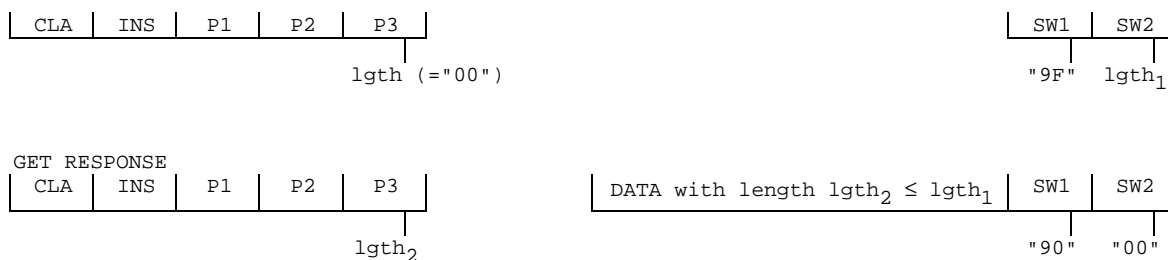 CLA INS P1 P2 P3 SW1 SW2
lgth (="00") "9F" lgth1
GET RESPONSE
CLA INS P1 P2 P3 DATA with length lgth2 ≤ lgth1 SW1 SW2
lgth2 "90" "00"